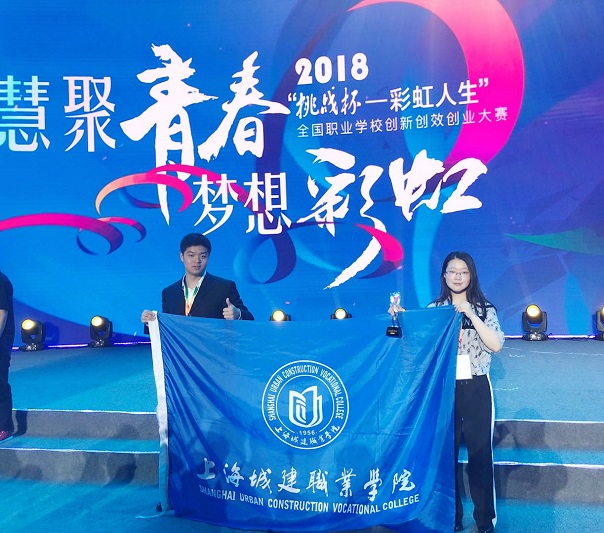 慧聚青春
2018
“挑战杯—彩虹人生”
全国职业学校创新创效创业大赛
梦想彩虹
SHANGHAI URBAN CONSTRUCTION VOCATIONAL COLLEGE
·1956·
上海城建职业学院
上海城建職業学院
SHANGHAI URBAN CONSTRUCTION VOCATIONAL COLLEGE